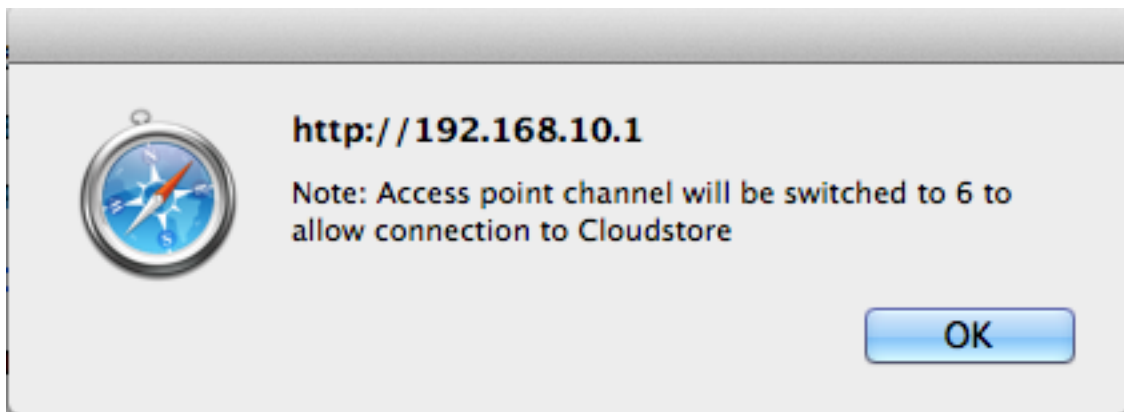 http://192.168.10.1
Note: Access point channel will be switched to 6 to
allow connection to Cloudstore
OK